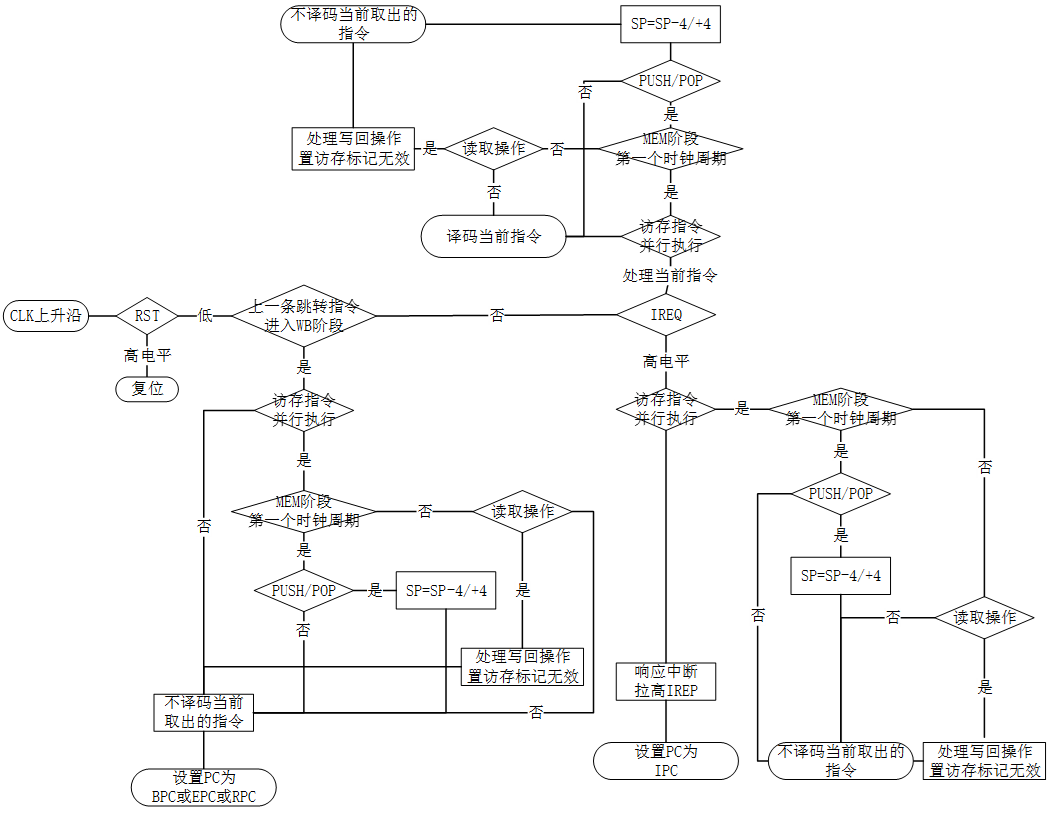 不译码当前取出的
指令
SP=SP-4/+4
PUSH/POP
否
是
处理写回操作
置访存标记无效
是
读取操作
否
MEM阶段
第一个时钟周期
否
是
译码当前指令
访存指令
并行执行
处理当前指令
CLK上升沿
RST
低
上一条跳转指令
进入WB阶段
否
IREQ
高电平
复位
是
高电平
访存指令
并行执行
访存指令
并行执行
是
MEM阶段
第一个时钟周期
是
是
否
MEM阶段
第一个时钟周期
否
读取操作
PUSH/POP
否
是
是
PUSH/POP
是
SP=SP-4/+4
是
SP=SP-4/+4
否
否
否
读取操作
处理写回操作
置访存标记无效
响应中断
拉高IREP
是
不译码当前
取出的指令
否
设置PC为
IPC
不译码当前取出的
指令
处理写回操作
置访存标记无效
设置PC为
BPC或EPC或RPC